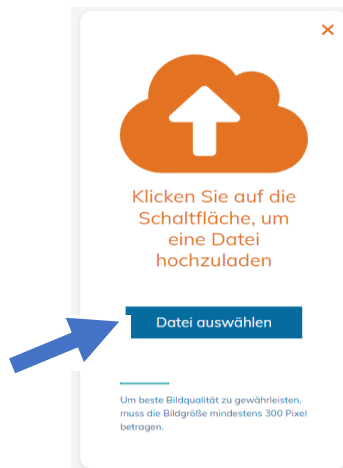 Klicken Sie auf die
Schaltfläche, um
eine Datei
hochzuladen
Datei auswählen
Um beste Bildqualität zu gewährleisten,
muss die Bildgröße mindestens 300 Pixel
betragen.